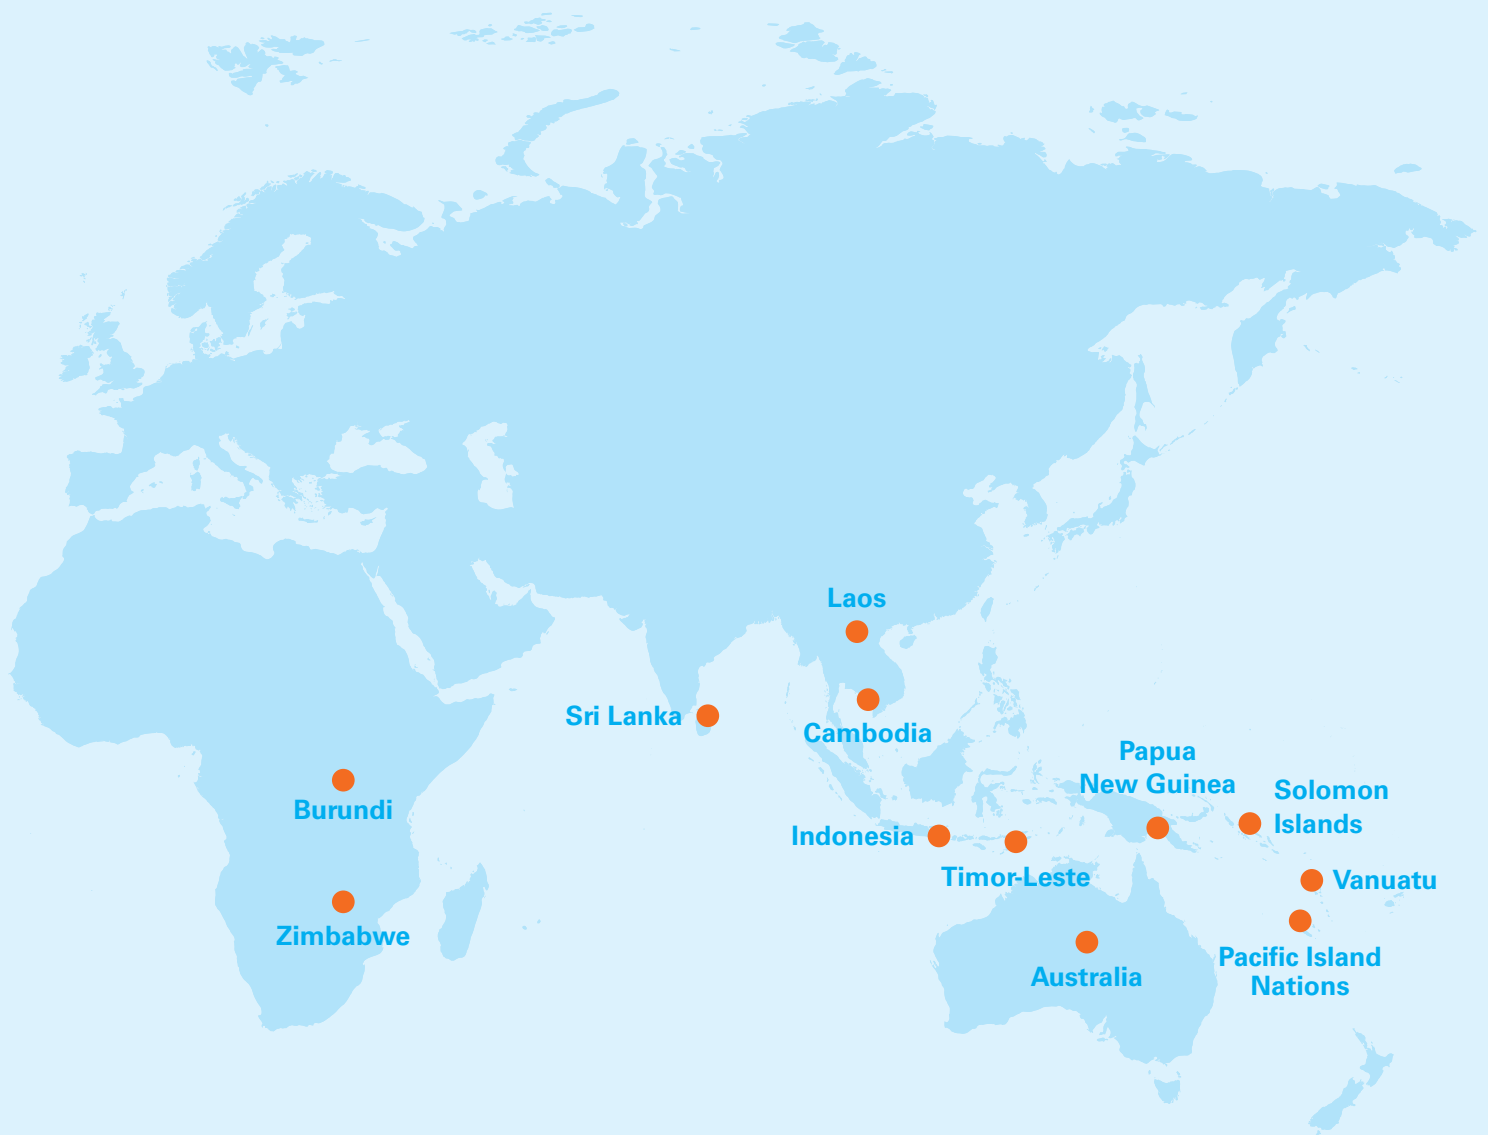 Laos
Sri Lanka
Cambodia
Papua
New Guinea
Burundi
Solomon
Islands
Indonesia
Timor-Leste
Vanuatu
Zimbabwe
Pacific Island
Nations
Australia